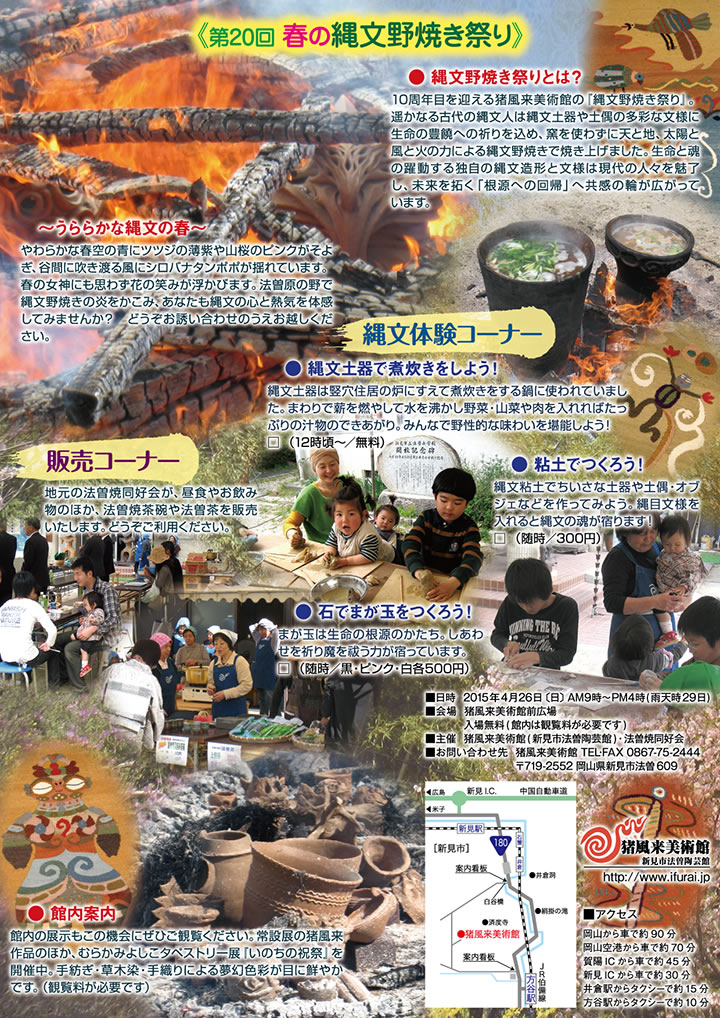 《第20回 春の縄文野焼き祭り》
● 縄文野焼き祭りとは?
10周年目を迎える猪風来美術館の『縄文野焼き祭り』。
遥かなる古代の縄文人は縄文土器や土偶の多彩な文様に
生命の豊饒への祈りを込め、窯を使わずに天と地、太陽と
風と火の力による縄文野焼きで焼き上げました。生命と魂
の躍動する独自の縄文造形と文様は現代の人々を魅了
し、未来を拓く「根源への回帰」へ共感の輪が広がって
います。
〜うららかな縄文の春〜
やわらかな春空の青にツツジの薄紫や山桜のピンクがそよ
ぎ、谷間に吹き渡る風にシロバナタンポポが揺れています。
春の女神にも思わず花の笑みが浮かびます。法曽原の野で
縄文野焼きの炎をかこみ、あなたも縄文の心と熱気を体感
してみませんか? どうぞお誘い合わせのうえお越しくだ
さい。
縄文体験コーナー
● 縄文土器で煮炊きをしよう!
縄文土器は竪穴住居の炉にすえて煮炊きをする鍋に使われていまし
た。まわりで薪を燃やして水を沸かし野菜・山菜や肉を入れればたっ
ぷりの汁物のできあがり。みんなで野性的な味わいを堪能しよう!
□ (12時頃〜/無料)
販売コーナー
地元の法曽焼同好会が、昼食やお飲み
物のほか、法曽焼茶碗や法曽茶を販売
いたします。どうぞご利用ください。
開校記念碑
● 粘土でつくろう!
縄文粘土でちいさな土器や土偶・オブ
ジェなどを作ってみよう。縄目文様を
入れると縄文の魂が宿ります!
□ (随時/300円)
● 石でまが玉をつくろう!
まが玉は生命の根源のかたち。しあわ
せを祈り魔を祓う力が宿っています。
□ (随時/黒・ピンク・白各500円)
■日時 2015年4月26日(日) AM9時〜PM4時(雨天時29日)
■会場 猪風来美術館前広場
入場無料(館内は観覧料が必要です)
■主催 猪風来美術館(新見市法曽陶芸館)・法曽焼同好会
■お問い合わせ先 猪風来美術館 TEL・FAX 0867-75-2444
〒719-2552 岡山県新見市法曽609
● 館内案内
館内の展示もこの機会にぜひご観覧ください。常設展の猪風来
作品のほか、むらかみよしこタペストリー展『いのちの祝祭』を
開催中。手紡ぎ・草木染・手織りによる夢幻色彩が目に鮮やか
です。(観覧料が必要です)
◀広島
新見I.C.
中国自動車道
◀米子
新見駅
[新見市]
180
石蟹
井倉
案内看板
●井倉洞
白谷橋
●絹掛の滝
●済度寺
●猪風来美術館
案内看板
方谷駅
JR伯備線
猪風来美術館
新見市法曽陶芸館
http://www.ifurai.jp
■アクセス
岡山から車で約90分
岡山空港から車で約70分
賀陽ICから車で約45分
新見ICから車で約30分
井倉駅からタクシーで約15分
方谷駅からタクシーで約10分